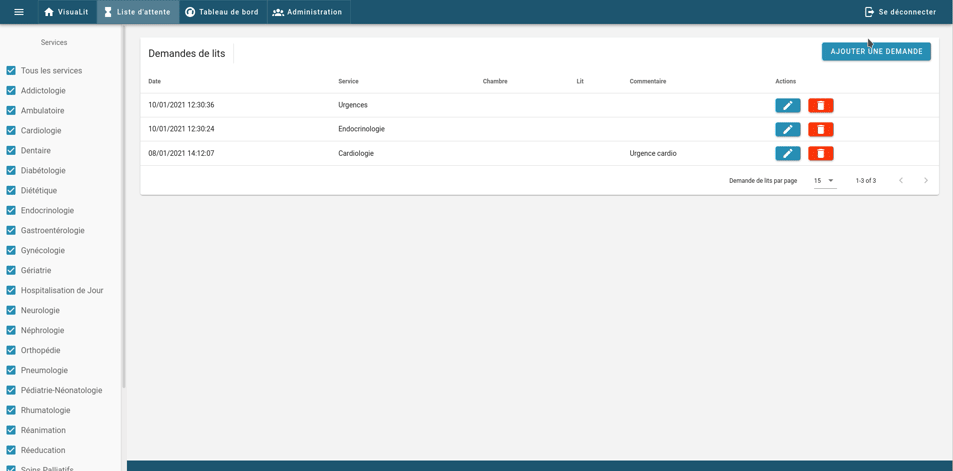 VisuaLit Liste d'attente Tableau de bord Administration Se déconnecter
Services
Tous les services
Addictologie
Ambulatoire
Cardiologie
Dentaire
Diabétologie
Diététique
Endocrinologie
Gastroentérologie
Gynécologie
Gériatrie
Hospitalisation de Jour
Neurologie
Néphrologie
Orthopédie
Pneumologie
Pédiatrie-Néonatologie
Rhumatologie
Réanimation
Réeducation
Soins Palliatifs
Demandes de lits
AJOUTER UNE DEMANDE
Date Service Chambre Lit Commentaire Actions
10/01/2021 12:30:36 Urgences
10/01/2021 12:30:24 Endocrinologie
08/01/2021 14:12:07 Cardiologie Urgence cardio
Demande de lits par page 15 1-3 of 3